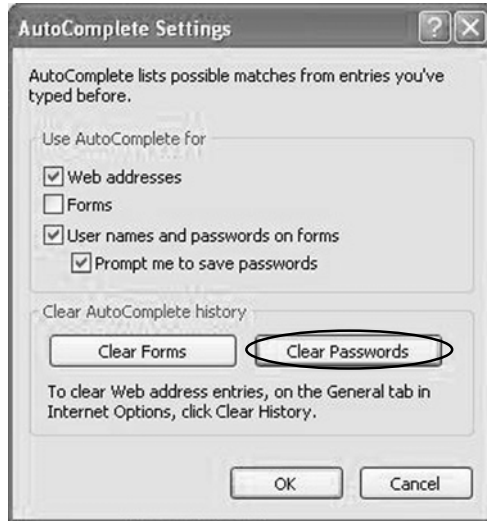 AutoComplete Settings
AutoComplete lists possible matches from entries you've
typed before.
Use AutoComplete for
Web addresses
Forms
User names and passwords on forms
Prompt me to save passwords
Clear AutoComplete history
Clear Forms Clear Passwords
To clear Web address entries, on the General tab in
Internet Options, click Clear History.
OK Cancel